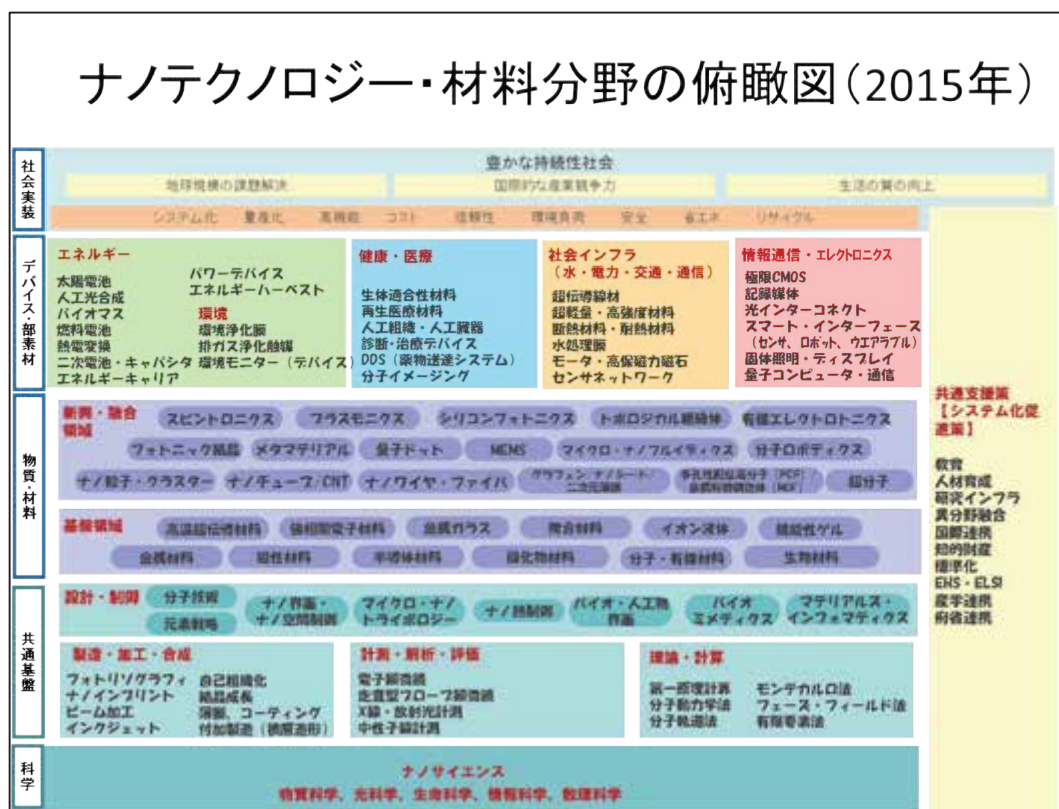 ナノテクノロジー・材料分野の俯瞰図(2015年)
社会実装
豊かな持続性社会
地球規模の課題解決
国際的な産業競争力
生活の質の向上
システム化 量産化 高機能 コスト 信頼性 環境負荷 安全 省エネ リサイクル
デバイス・部素材
エネルギー
太陽電池
人工光合成
バイオマス
燃料電池
熱電変換
二次電池・キャパシタ
エネルギーキャリア
パワーデバイス
エネルギーハーベスト
環境
環境浄化膜
排ガス浄化触媒
環境モニター(デバイス)
健康・医療
生体適合性材料
再生医療材料
人工組織・人工臓器
診断・治療デバイス
DDS(薬物送達システム)
分子イメージング
社会インフラ
(水・電力・交通・通信)
超伝導線材
超軽量・高強度材料
断熱材料・耐熱材料
水処理膜
モータ・高保磁力磁石
センサネットワーク
情報通信・エレクトロニクス
極限CMOS
記録媒体
光インターコネクト
スマート・インターフェース
(センサ、ロボット、ウエアラブル)
固体照明・ディスプレイ
量子コンピュータ・通信
物質・材料
新興・融合
領域
スピントロニクス プラズモニクス シリコンフォトニクス トポロジカル絶縁体 有機エレクトロトニクス
フォトニック結晶 メタマテリアル 量子ドット MEMS マイクロ・ナノフルイディクス 分子ロボティクス
ナノ粒子・クラスター ナノチューブ/CNT ナノワイヤ・ファイバ
グラフェン/ナノシート/
二次元薄膜
多孔性配位高分子(PCP)/
金属有機構造体(MOF)
超分子
基盤領域
高温超伝導材料 強相関電子材料 金属ガラス 複合材料 イオン液体 機能性ゲル
金属材料 磁性材料 半導体材料 酸化物材料 分子・有機材料 生物材料
共通基盤
設計・制御
分子技術
元素戦略
ナノ界面・
ナノ空間制御
マイクロ・ナノ
トライボロジー
ナノ熱制御
バイオ・人工物
界面
バイオ
ミメティクス
マテリアルズ・
インフォマティクス
製造・加工・合成
フォトリソグラフィ
ナノインプリント
ビーム加工
インクジェット
自己組織化
結晶成長
薄膜、コーティング
付加製造(積層造形)
計測・解析・評価
電子顕微鏡
走査型プローブ顕微鏡
X線・放射光計測
中性子線計測
理論・計算
第一原理計算
分子動力学法
分子軌道法
モンテカルロ法
フェーズ・フィールド法
有限要素法
科学
ナノサイエンス
物質科学、光科学、生命科学、情報科学、数理科学
共通支援策
【システム化促
進策】
教育
人材育成
研究インフラ
異分野融合
国際連携
知的財産
標準化
EHS・ELSI
産学連携
府省連携